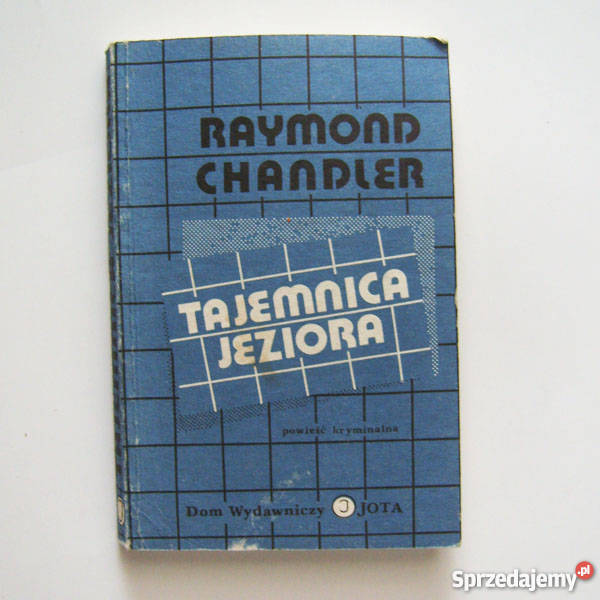 RAYMOND
CHANDLER
TAJEMNICA
JEZIORA
powieść kryminalna
Dom Wydawniczy J JOTA
Sprzedajemy.pl